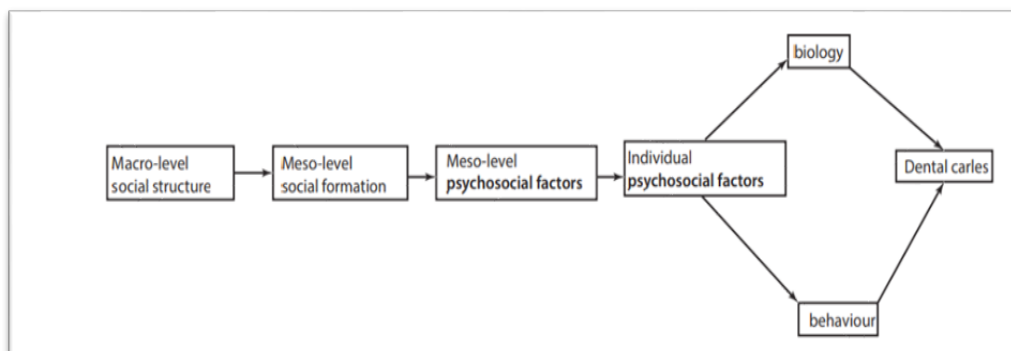 biology
Macro-level
social structure
Meso-level
social formation
Meso-level
psychosocial factors
Individual
psychosocial factors
Dental carles
behaviour